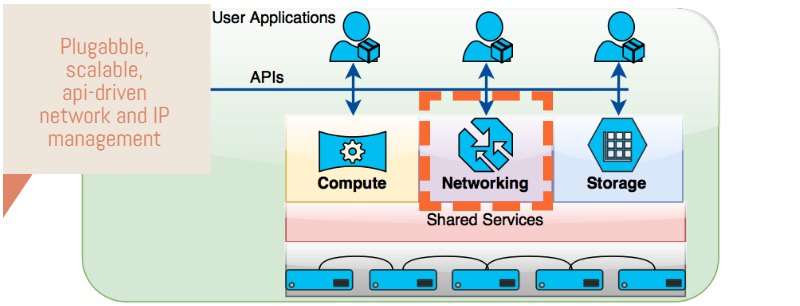 Plugabble,
scalable,
api-driven
network and IP
management
User Applications
APIs
Compute
Networking
Storage
Shared Services